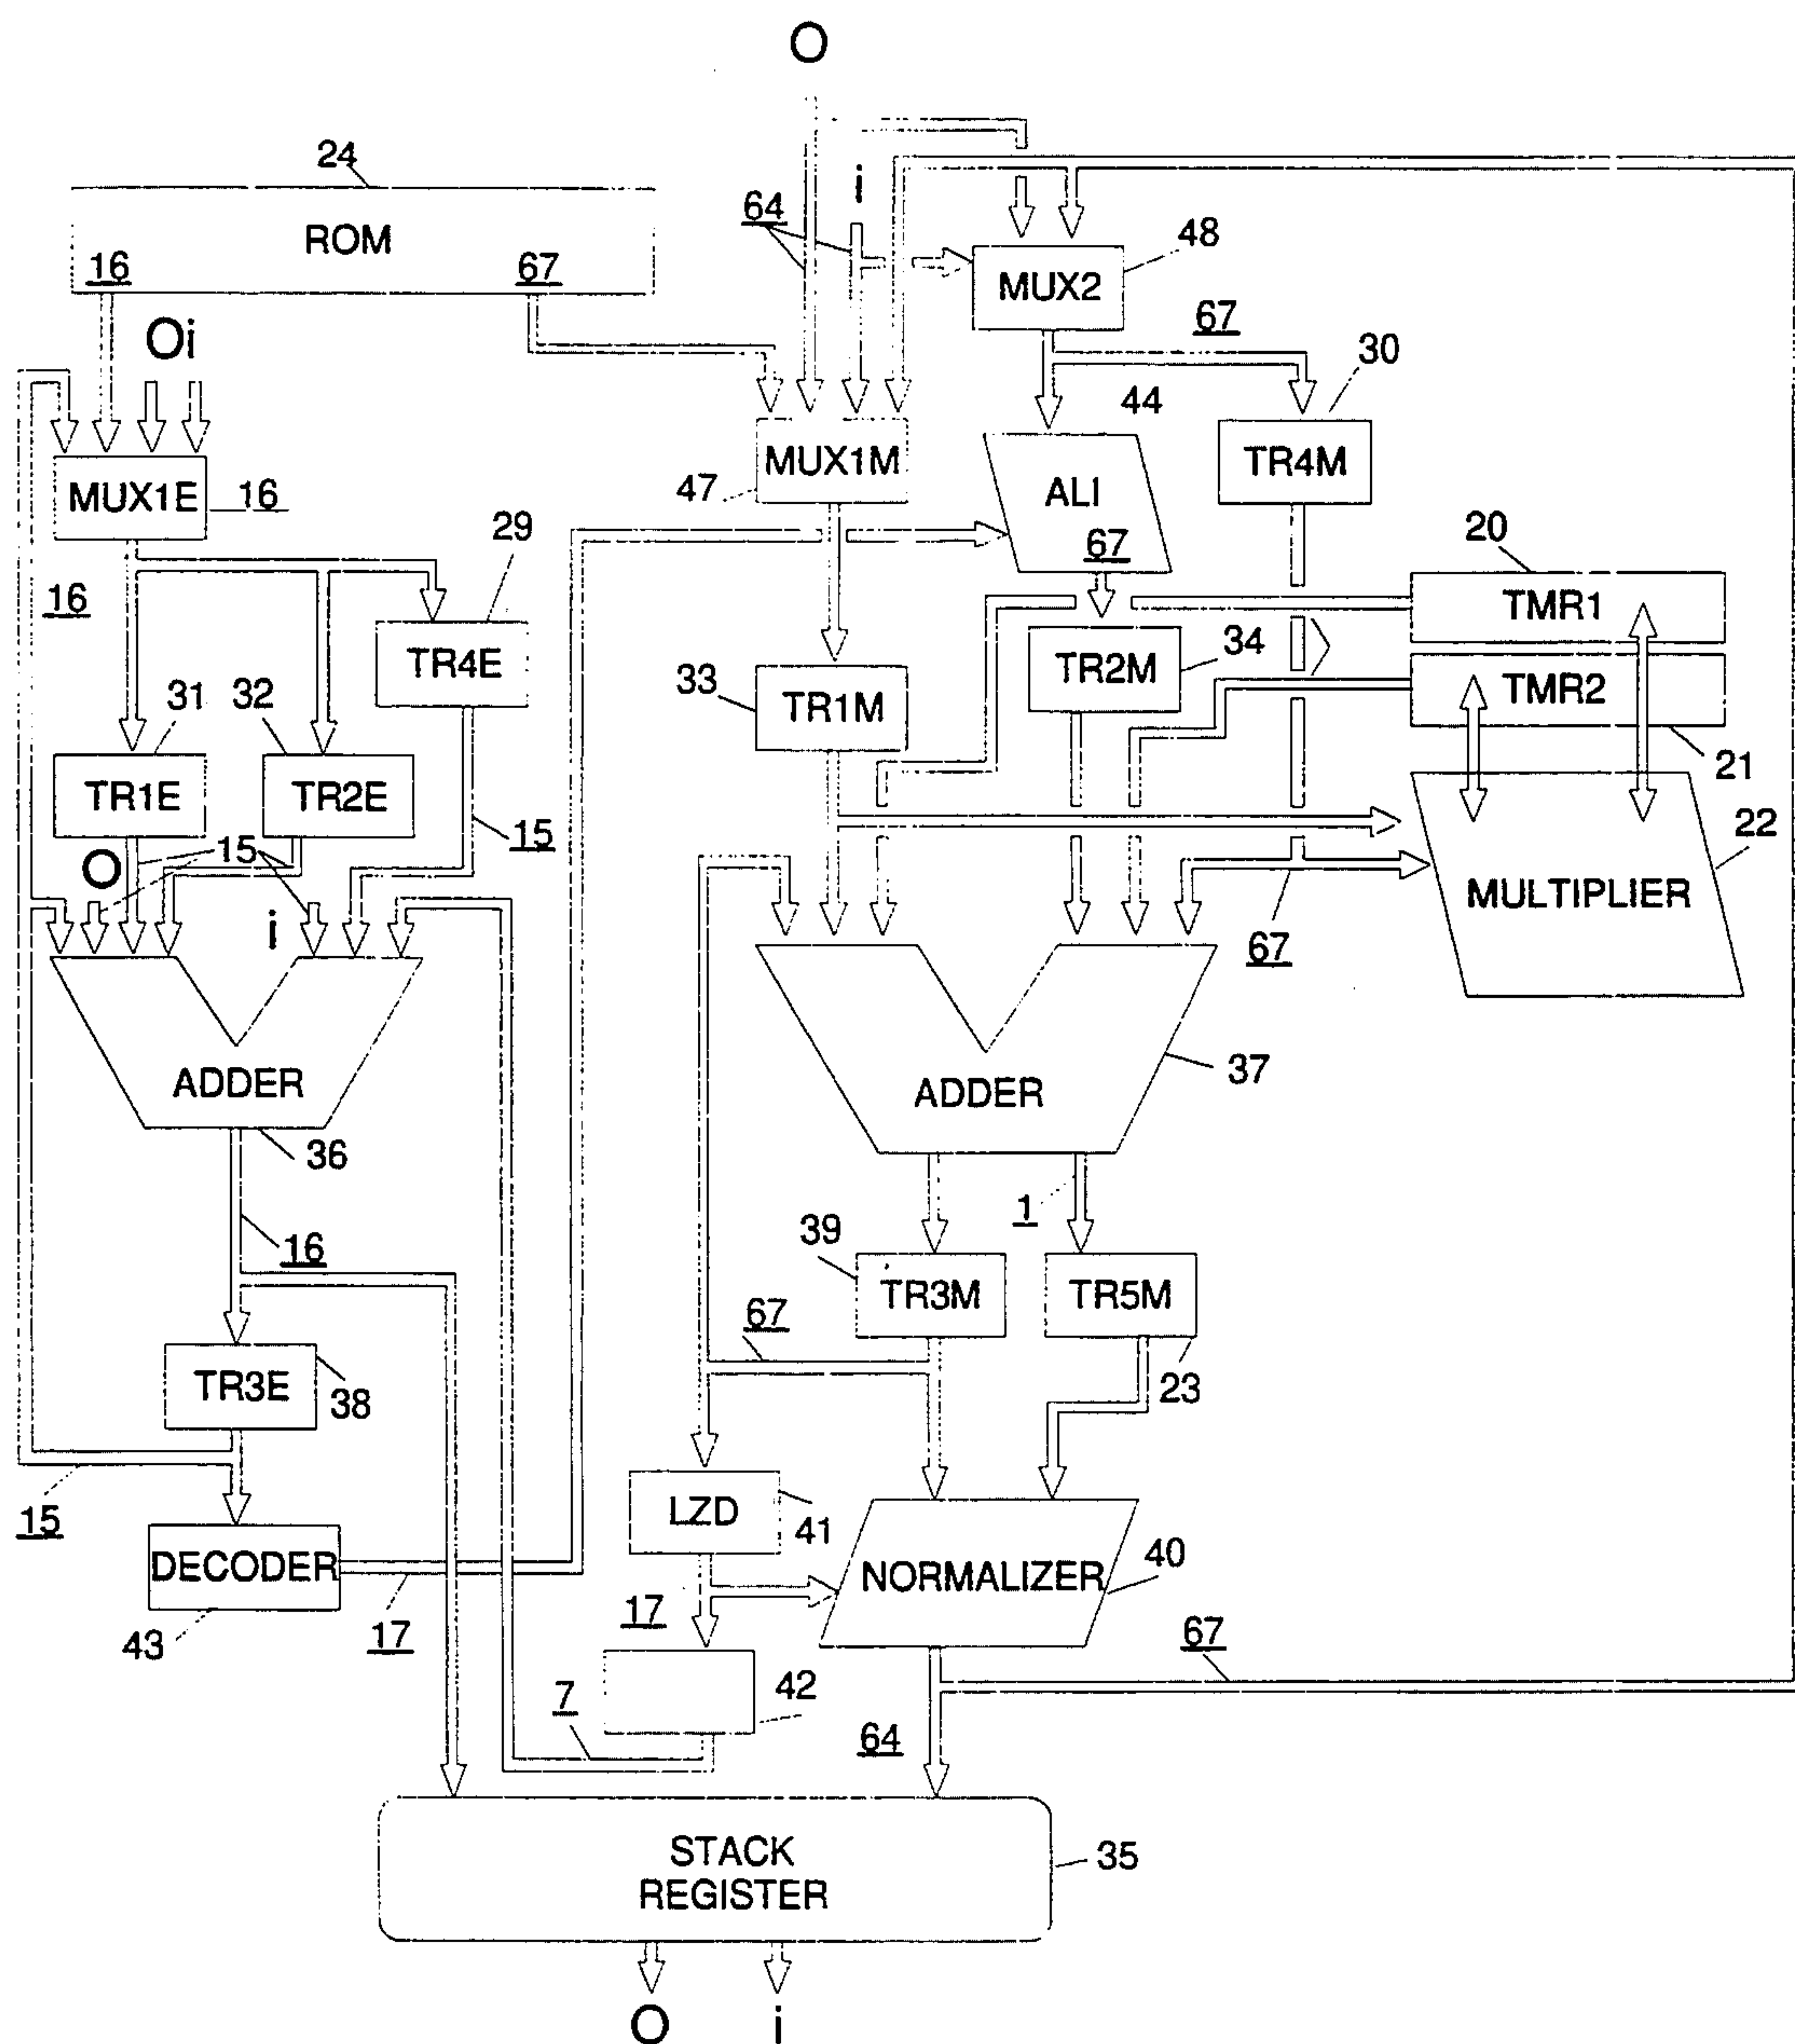 O
24
ROM
16
67
i
64
48
MUX2
67
Oi
30
44
MUX1E
16
MUX1M
47
ALI
67
TR4M
29
16
TR4E
20
TMR1
34
TR2M
TMR2
21
33
TR1M
31
32
TR1E
TR2E
15
15
O
i
22
MULTIPLIER
67
ADDER
36
ADDER
37
16
1
39
TR3M
TR5M
67
23
TR3E
38
15
DECODER
43
17
LZD
41
NORMALIZER
40
17
67
42
7
64
STACK
REGISTER
35
O
i